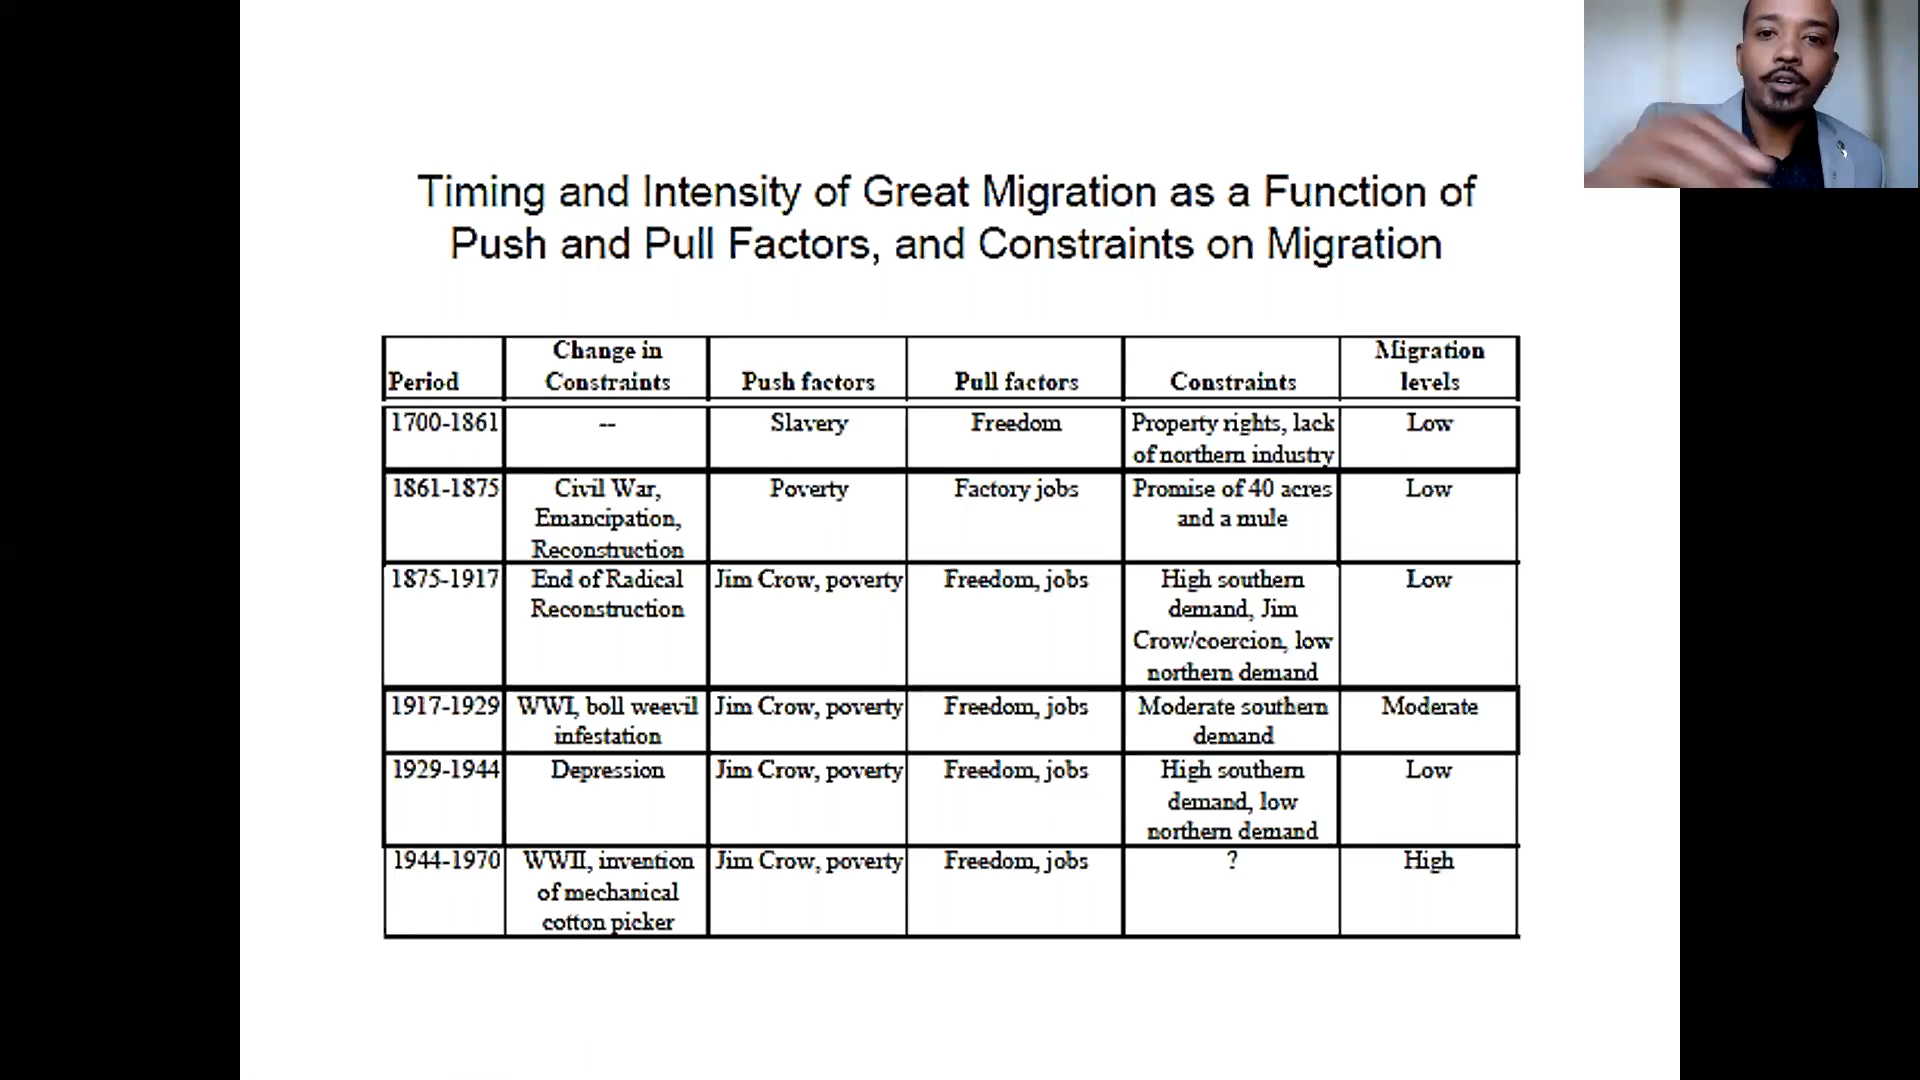 Timing and Intensity of Great Migration as a Function of
Push and Pull Factors, and Constraints on Migration
Period Change in Constraints Push factors Pull factors Constraints Migration levels
1700-1861 -- Slavery Freedom Property rights, lack of northern industry Low
1861-1875 Civil War, Emancipation, Reconstruction Poverty Factory jobs Promise of 40 acres and a mule Low
1875-1917 End of Radical Reconstruction Jim Crow, poverty Freedom, jobs High southern demand, Jim Crow/coercion, low northern demand Low
1917-1929 WWI, boll weevil infestation Jim Crow, poverty Freedom, jobs Moderate southern demand Moderate
1929-1944 Depression Jim Crow, poverty Freedom, jobs High southern demand, low northern demand Low
1944-1970 WWII, invention of mechanical cotton picker Jim Crow, poverty Freedom, jobs ? High